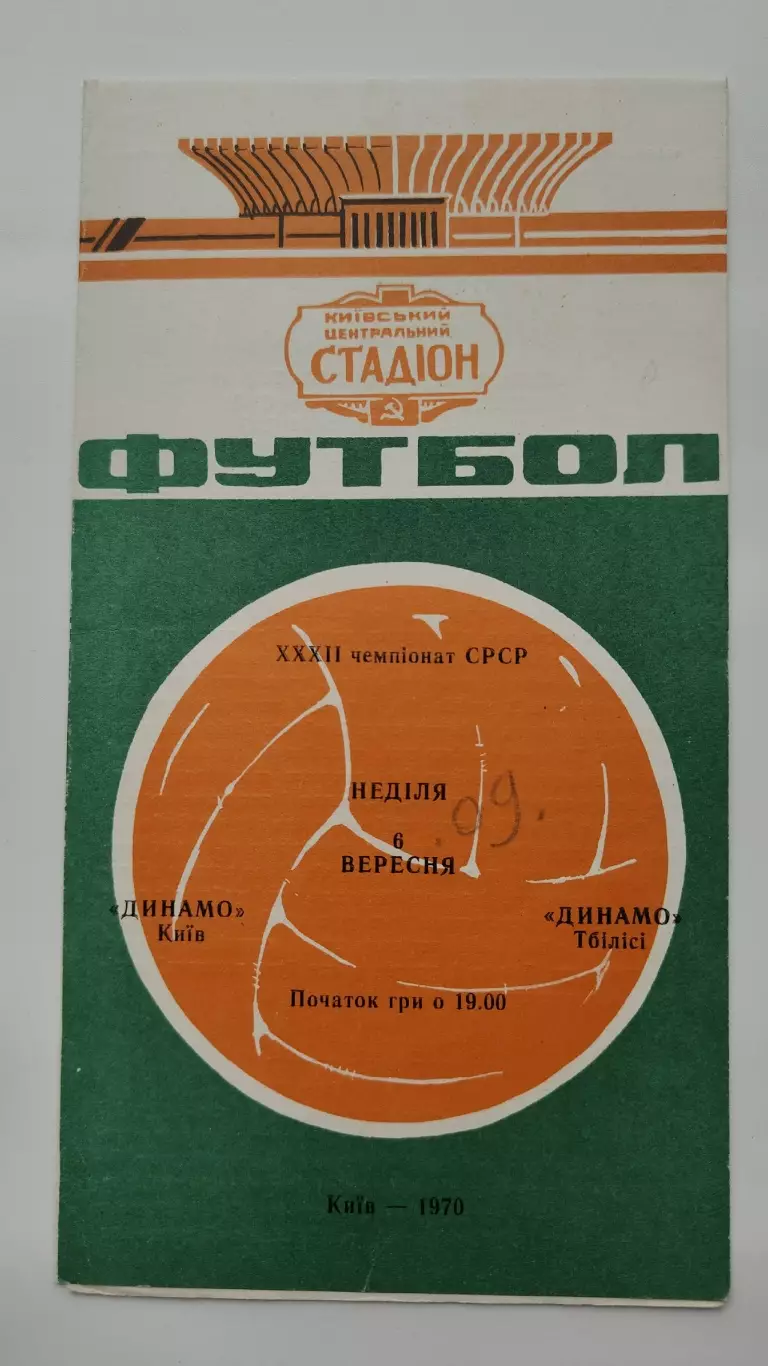 КИЇВСЬКИЙ
ЦЕНТРАЛЬНИЙ
СТАДІОН
ФУТБОЛ
XXXII чемпіонат СРСР
НЕДІЛЯ
6 .09.
ВЕРЕСНЯ
«ДИНАМО» «ДИНАМО»
Київ Тбілісі
Початок гри о 19.00
Київ — 1970